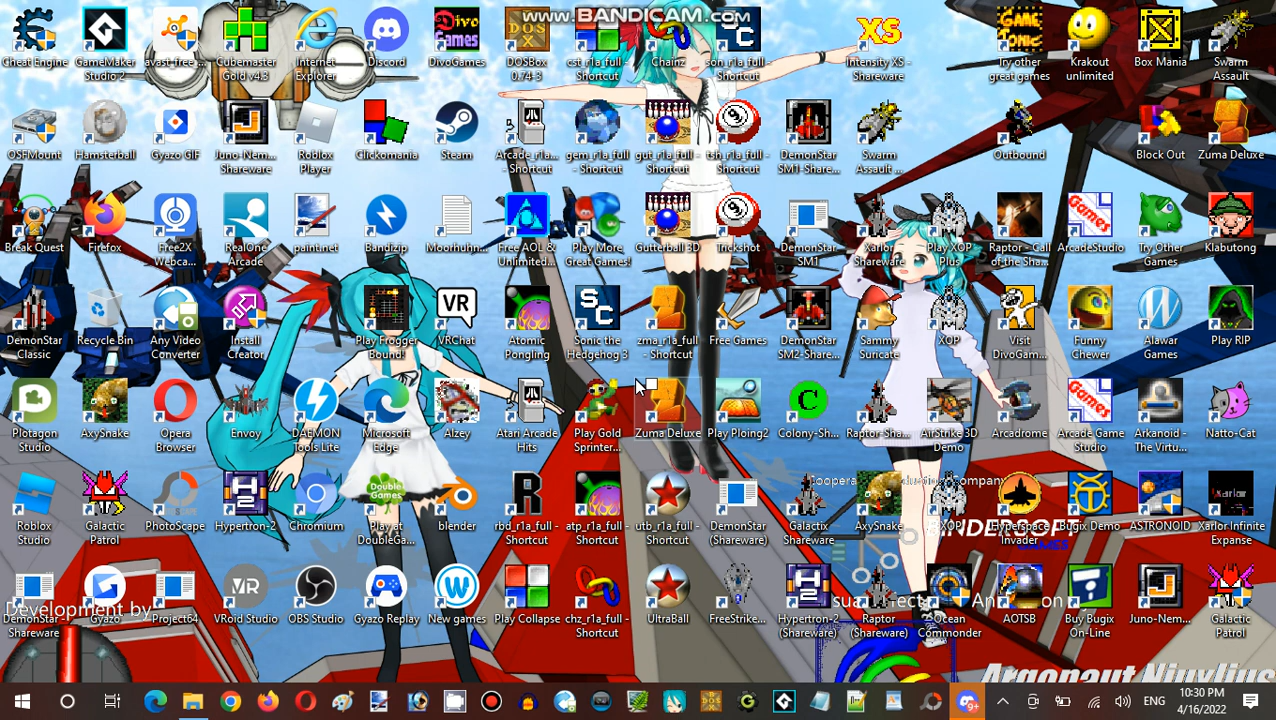 www.BANDICAM.com
Cheat Engine
GameMaker
Studio 2
avast_free_...
Cubemaster
Gold v4.3
Internet
Explorer
Discord
DivoGames
DOSBox
0.74-3
cst_r1a_full -
Shortcut
Chainz
son_r1a_full -
Shortcut
XS
Intensity XS -
Shareware
Try other
great games
Krakout
unlimited
Box Mania
Swarm
Assault
OSFMount
Hamsterball
Gyazo GIF
Juno-Nem...
Shareware
Roblox
Player
Clickomania
Steam
Arcade_r1a...
- Shortcut
gem_r1a_full
- Shortcut
gut_r1a_full -
Shortcut
tsh_r1a_full -
Shortcut
DemonStar
SM1-Share...
Swarm
Assault ...
Outbound
Block Out
Zuma Deluxe
Break Quest
Firefox
Free2X
Webca...
RealOne
Arcade
paint.net
Bandizip
Moorhuhn...
Free AOL &
Unlimited...
Play More
Great Games!
Gutterball 3D
Trickshot
DemonStar
SM1
Xarlor
Shareware
Play XOP
Plus
Raptor - Call
of the Sha...
ArcadeStudio
Try Other
Games
Klabutong
DemonStar
Classic
Recycle Bin
Any Video
Converter
Install
Creator
Play Frogger
Bound!
VR
VRChat
Atomic
Pongling
SC
Sonic the
Hedgehog 3
zma_r1a_full
- Shortcut
Free Games
DemonStar
SM2-Share...
Sammy
Suricate
XOP
Visit
DivoGam...
Funny
Chewer
Alawar
Games
Play RIP
Plotagon
Studio
AxySnake
Opera
Browser
Envoy
DAEMON
Tools Lite
Microsoft
Edge
Alzey
Atari Arcade
Hits
Play Gold
Sprinter...
Zuma Deluxe
Play Ploing2
Colony-Sh...
Raptor-Sha...
AirStrike 3D
Demo
Arcadrome
Arcade Game
Studio
Arkanoid -
The Virtu...
Natto-Cat
Roblox
Studio
Galactic
Patrol
PhotoScape
Hypertron-2
Chromium
Play at
DoubleGa...
blender
rbd_r1a_full -
Shortcut
atp_r1a_full -
Shortcut
utb_r1a_full -
Shortcut
DemonStar
(Shareware)
Galactix
Shareware
AxySnake
XOP
Hyperspace
Invader
Bugix Demo
ASTRONOID
Xarlor Infinite
Expanse
GAMES
DemonStar
Shareware
Gyazo
Project64
VRoid Studio
OBS Studio
Gyazo Replay
New games
Play Collapse
chz_r1a_full -
Shortcut
UltraBall
FreeStrike...
Hypertron-2
(Shareware)
Raptor
(Shareware)
Ocean
Commander
AOTSB
Buy Bugix
On-Line
Juno-Nem...
Galactic
Patrol
Development by
ENG
10:30 PM
4/16/2022
9+